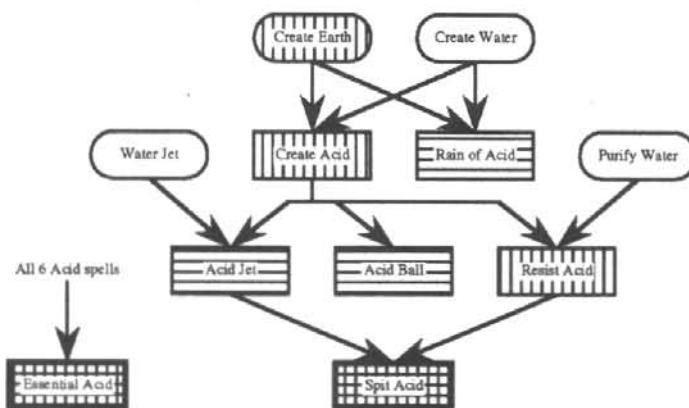 Create Earth
Create Water
Water Jet
Create Acid
Rain of Acid
Purify Water
All 6 Acid spells
Acid Jet
Acid Ball
Resist Acid
Essential Acid
Spit Acid